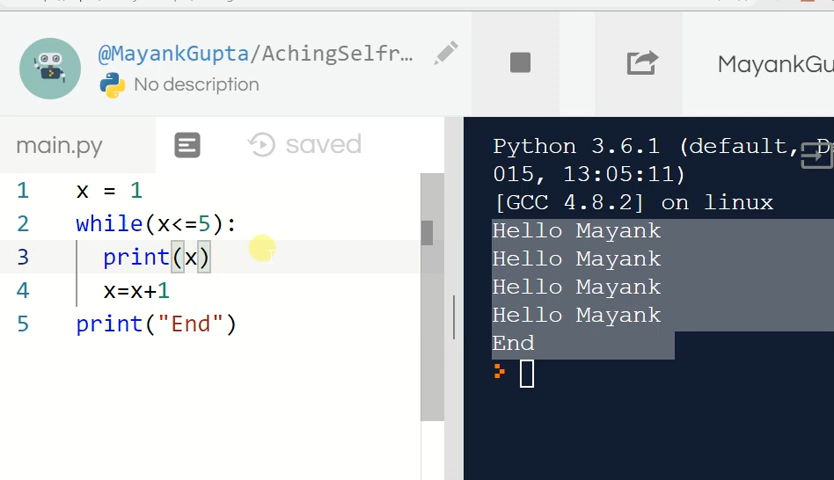 @MayankGupta/AchingSelfr...
No description
MayankGu
main.py
saved
1 x = 1
2 while(x<=5):
3 print(x)
4 x=x+1
5 print("End")
Python 3.6.1 (default, D
015, 13:05:11)
[GCC 4.8.2] on linux
Hello Mayank
Hello Mayank
Hello Mayank
Hello Mayank
End